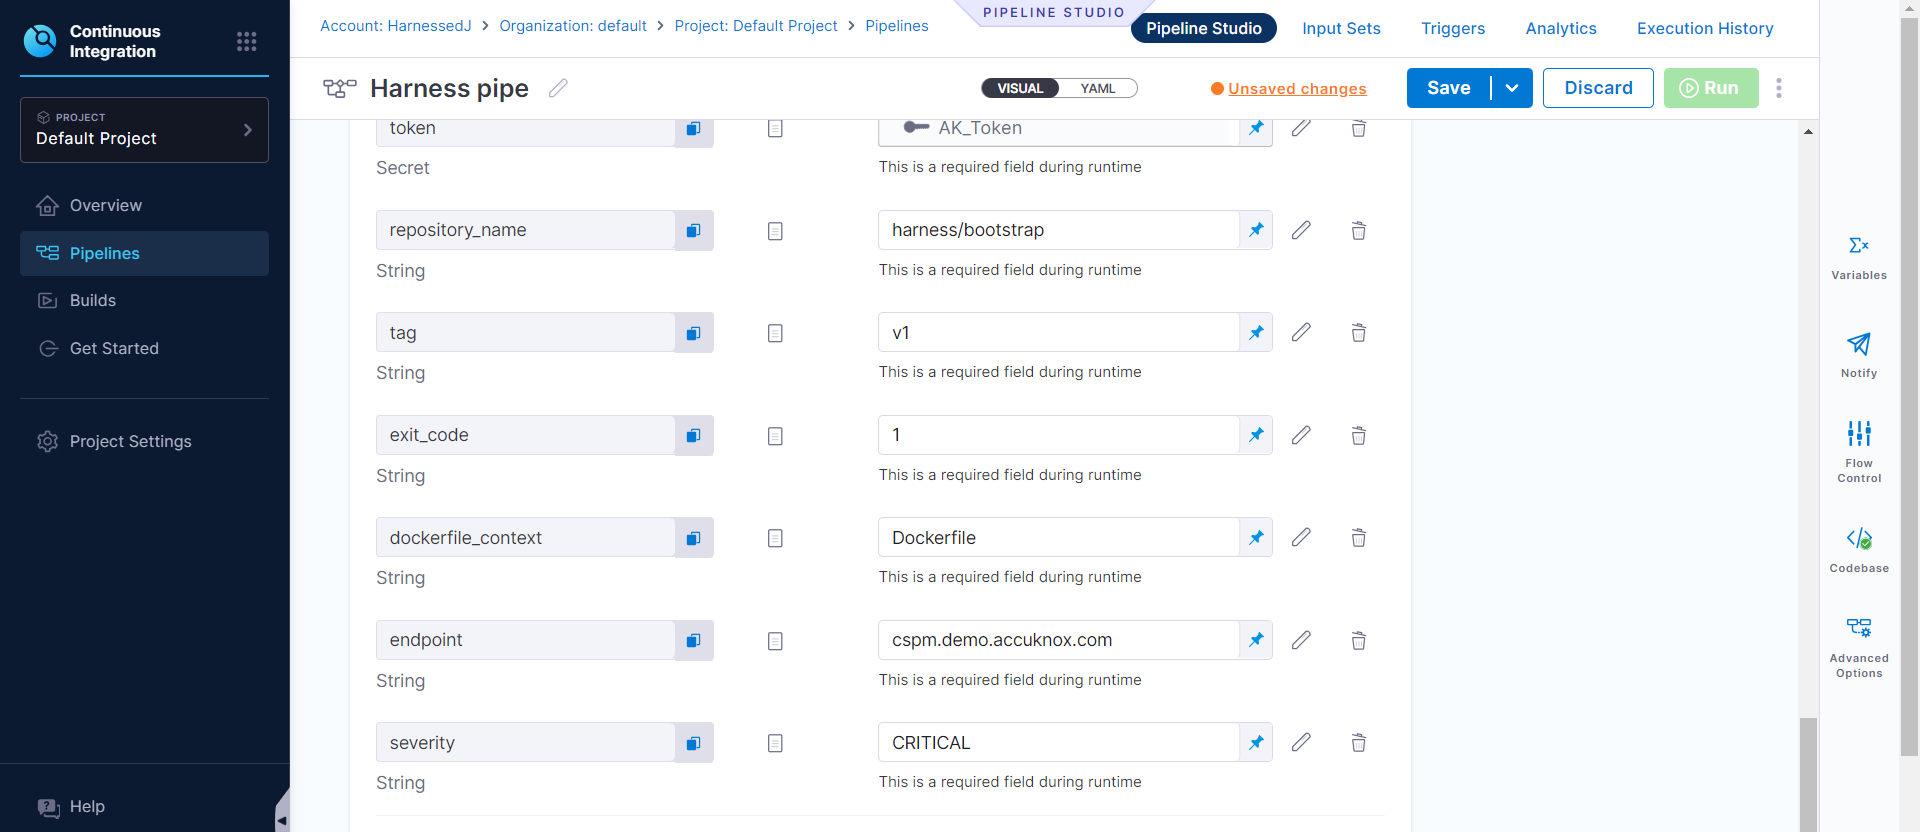 Continuous
Integration
PROJECT
Default Project
Overview
Pipelines
Builds
Get Started
Project Settings
Help
Account: HarnessedJ > Organization: default > Project: Default Project > Pipelines
PIPELINE STUDIO
Pipeline Studio
Input Sets
Triggers
Analytics
Execution History
Harness pipe
VISUAL
YAML
Unsaved changes
Save
Discard
Run
token
AK_Token
Secret
This is a required field during runtime
repository_name
harness/bootstrap
String
This is a required field during runtime
tag
v1
String
This is a required field during runtime
exit_code
1
String
This is a required field during runtime
dockerfile_context
Dockerfile
String
This is a required field during runtime
endpoint
cspm.demo.accuknox.com
String
This is a required field during runtime
severity
CRITICAL
String
This is a required field during runtime
Variables
Notify
Flow
Control
Codebase
Advanced
Options